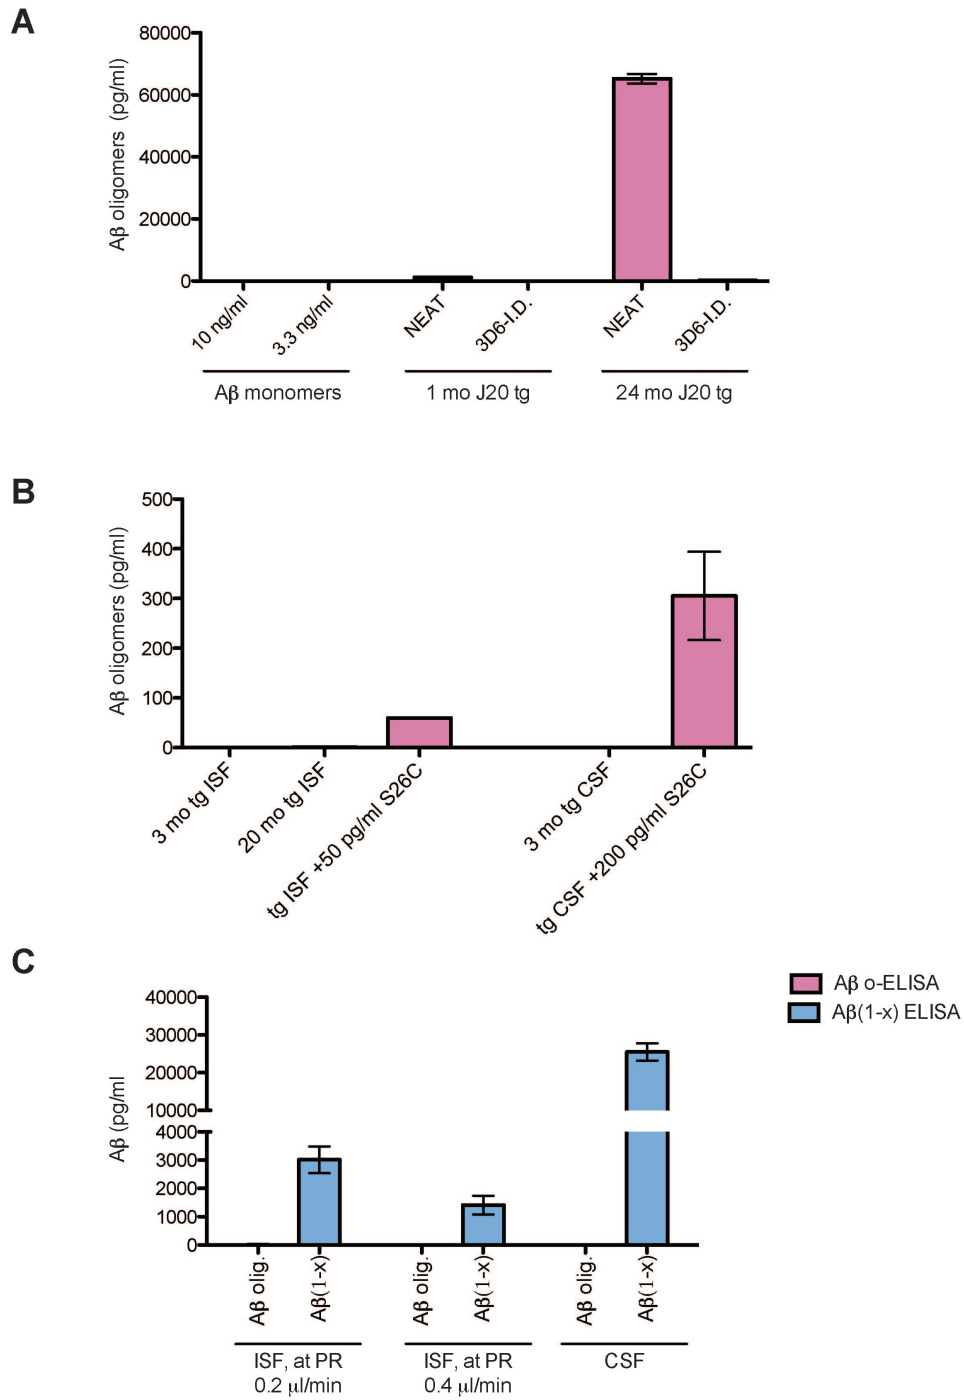 A
Aβ oligomers (pg/ml)
80000
60000
40000
20000
0
10 ng/ml
3.3 ng/ml
NEAT
3D6-I.D.
NEAT
3D6-I.D.
Aβ monomers
1 mo J20 tg
24 mo J20 tg
B
Aβ oligomers (pg/ml)
500
400
300
200
100
0
3 mo tg ISF
20 mo tg ISF
tg ISF +50 pg/ml S26C
3 mo tg CSF
tg CSF +200 pg/ml S26C
C
Aβ o-ELISA
Aβ(1-x) ELISA
Aβ (pg/ml
40000
30000
20000
10000
4000
3000
2000
1000
0
Aβ olig.
Aβ(1-x)
Aβ olig.
Aβ(1-x)
Aβ olig.
Aβ(1-x)
ISF, at PR
0.2 μl/min
ISF, at PR
0.4 μl/min
CSF